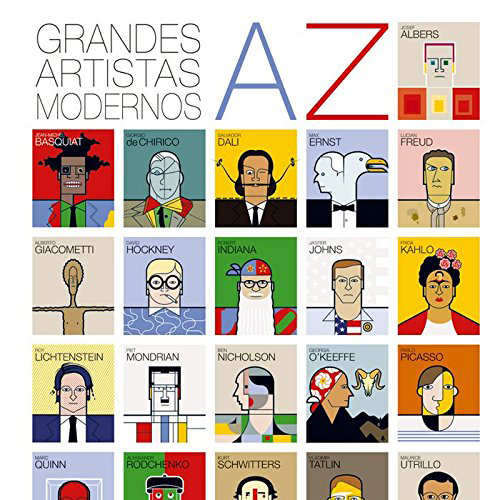 GRANDES
ARTISTAS
MODERNOS
AZ
JOSEF
ALBERS
JEAN-MICHEL
BASQUIAT
GIORGIO
de CHIRICO
SALVADOR
DALÍ
MAX
ERNST
LUCIAN
FREUD
ALBERTO
GIACOMETTI
DAVID
HOCKNEY
ROBERT
INDIANA
JASPER
JOHNS
FRIDA
KAHLO
ROY
LICHTENSTEIN
PIET
MONDRIAN
BEN
NICHOLSON
GEORGIA
O'KEEFFE
PABLO
PICASSO
MARC
QUINN
ALEKSANDR
RODCHENKO
KURT
SCHWITTERS
VLADIMIR
TATLIN
MAURICE
UTRILLO